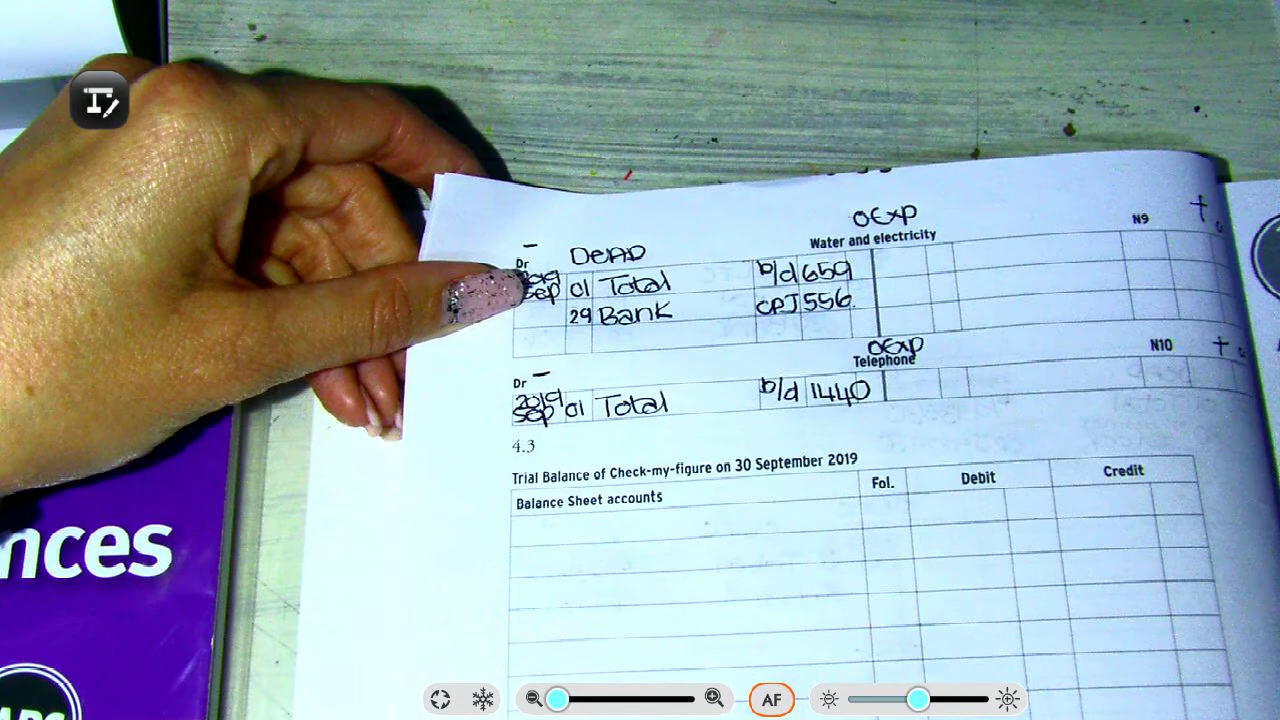 OExp
Water and electricity
N9
+
-
DEAD
Dr
2019
Sep 01 Total b/d 659
29 Bank CPJ 556
OExp
Telephone
N10
+
-
Dr
2019
Sep 01 Total b/d 1440
4.3
Trial Balance of Check-my-figure on 30 September 2019
Balance Sheet accounts Fol. Debit Credit
nces
AF